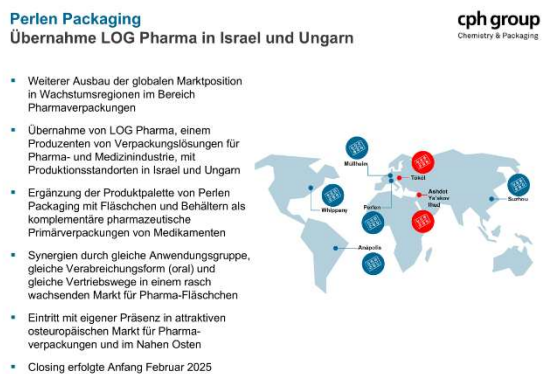 Perlen Packaging
Übernahme LOG Pharma in Israel und Ungarn
cph group
Chemistry & Packaging
▪ Weiterer Ausbau der globalen Marktposition
in Wachstumsregionen im Bereich
Pharmaverpackungen
▪ Übernahme von LOG Pharma, einem
Produzenten von Verpackungslösungen für
Pharma- und Medizinindustrie, mit
Produktionsstandorten in Israel und Ungarn
▪ Ergänzung der Produktpalette von Perlen
Packaging mit Fläschchen und Behältern als
komplementäre pharmazeutische
Primärverpackungen von Medikamenten
▪ Synergien durch gleiche Anwendungsgruppe,
gleiche Verabreichungsform (oral) und
gleiche Vertriebswege in einem rasch
wachsenden Markt für Pharma-Fläschchen
▪ Eintritt mit eigener Präsenz in attraktiven
osteuropäischen Markt für Pharma-
verpackungen und im Nahen Osten
▪ Closing erfolgte Anfang Februar 2025
Müllheim
Tököl
Whippany
Perlen
Ashdot
Ya'akov
Ihud
Suzhou
Anápolis